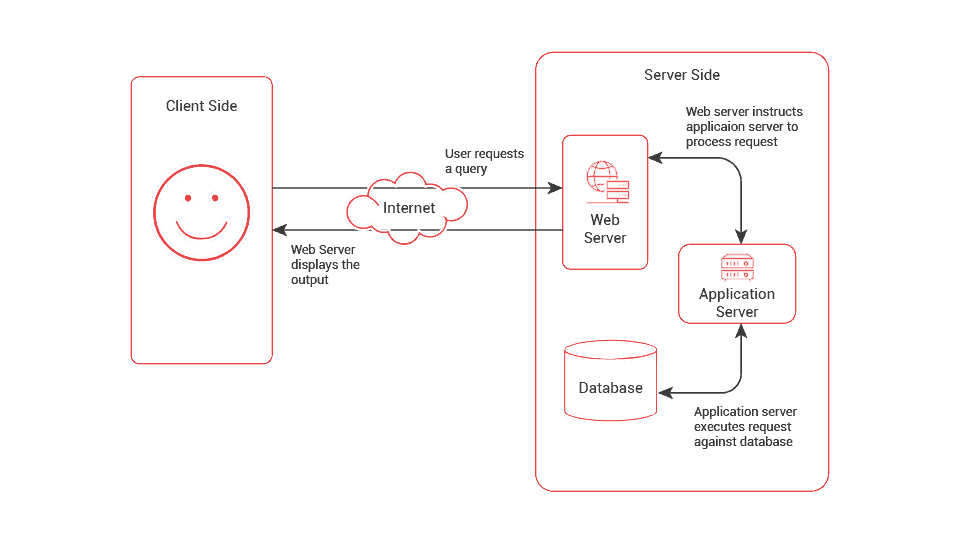 Client Side
User requests
a query
Internet
Web Server
displays the
output
Server Side
Web server instructs
applicaion server to
process request
Web
Server
Application
Server
Database
Application server
executes request
against database